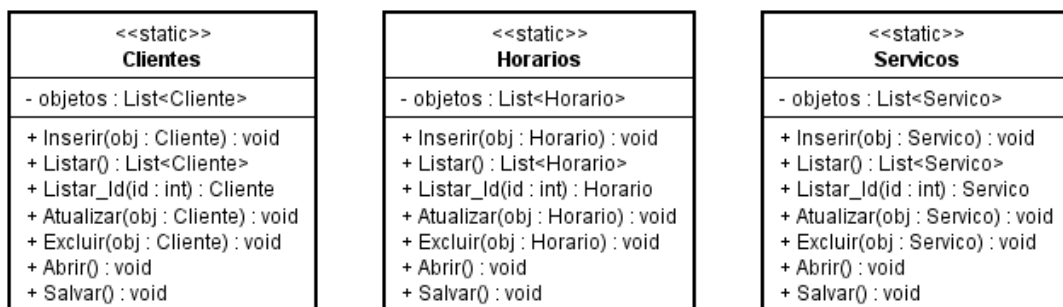 <<static>>
Clientes
- objetos : List<Cliente>
+ Inserir(obj : Cliente) : void
+ Listar() : List<Cliente>
+ Listar_Id(id : int) : Cliente
+ Atualizar(obj : Cliente) : void
+ Excluir(obj : Cliente) : void
+ Abrir() : void
+ Salvar() : void
<<static>>
Horarios
- objetos : List<Horario>
+ Inserir(obj : Horario) : void
+ Listar() : List<Horario>
+ Listar_Id(id : int) : Horario
+ Atualizar(obj : Horario) : void
+ Excluir(obj : Horario) : void
+ Abrir() : void
+ Salvar() : void
<<static>>
Servicos
- objetos : List<Servico>
+ Inserir(obj : Servico) : void
+ Listar() : List<Servico>
+ Listar_Id(id : int) : Servico
+ Atualizar(obj : Servico) : void
+ Excluir(obj : Servico) : void
+ Abrir() : void
+ Salvar() : void